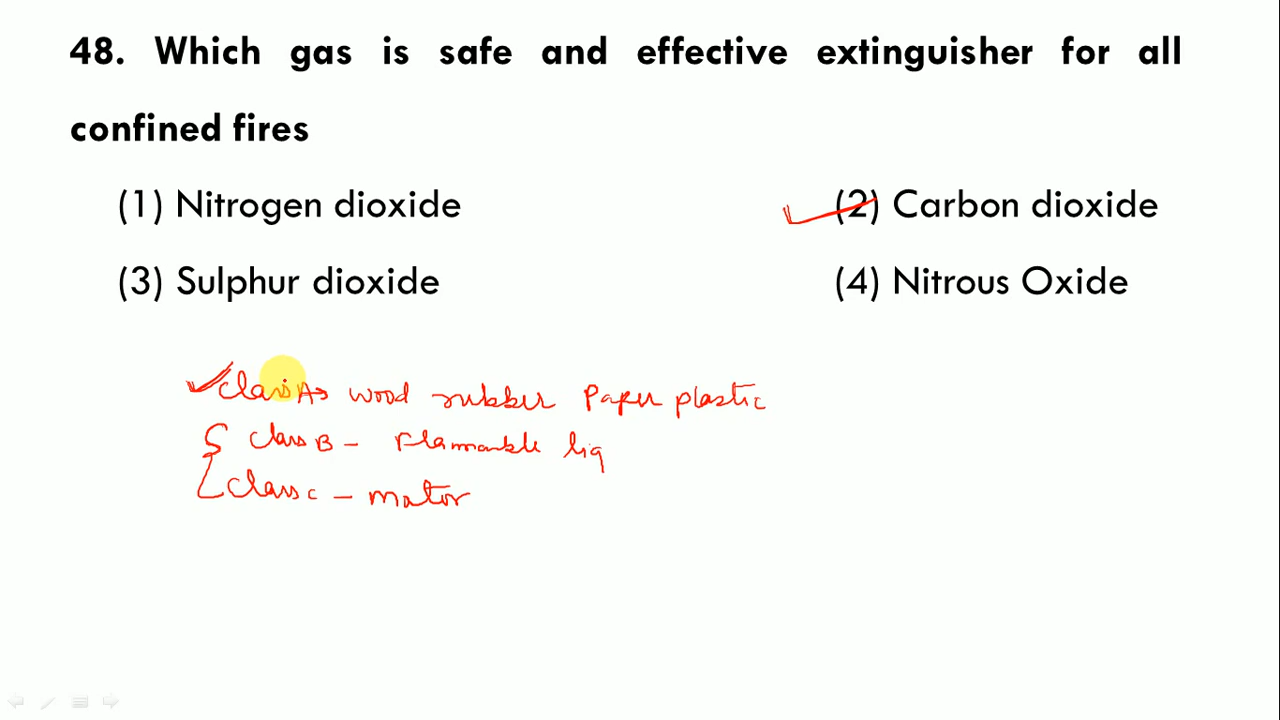 48. Which gas is safe and effective extinguisher for all
confined fires
(1) Nitrogen dioxide (2) Carbon dioxide
(3) Sulphur dioxide (4) Nitrous Oxide
class A → wood rubber Paper plastic
class B - Flammable liq
class c - motor